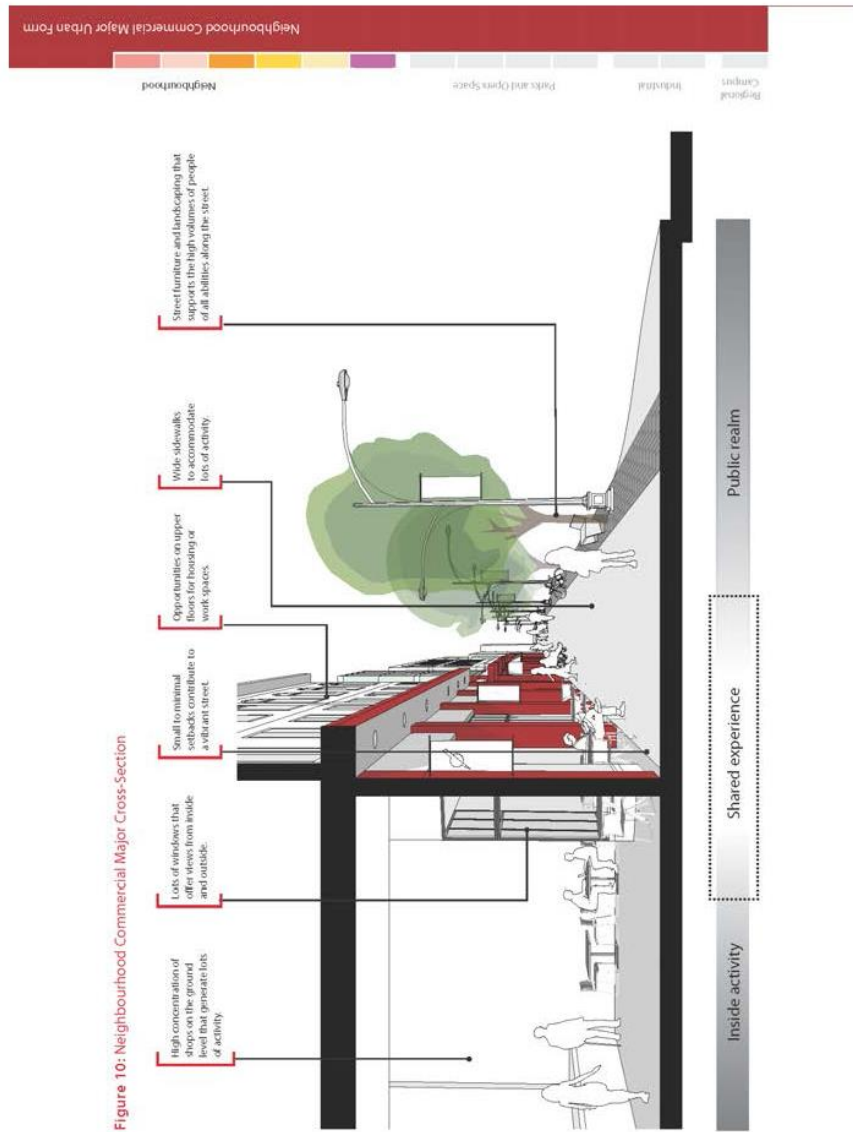 Neighbourhood Commercial Major Urban Form
Neighbourhood
Parks and Open Space
Industrial
Regional
Campus
Figure 10: Neighbourhood Commercial Major Cross-Section
High concentration of
shops on the ground
level that generate lots
of activity.
Lots of windows that
offer views from inside
and outside.
Small to minimal
setbacks contribute to
a vibrant street.
Opportunities on upper
floors for housing or
work spaces.
Wide sidewalks
to accommodate
lots of activity.
Street furniture and landscaping that
supports the high volumes of people
of all abilities along the street.
Inside activity
Shared experience
Public realm